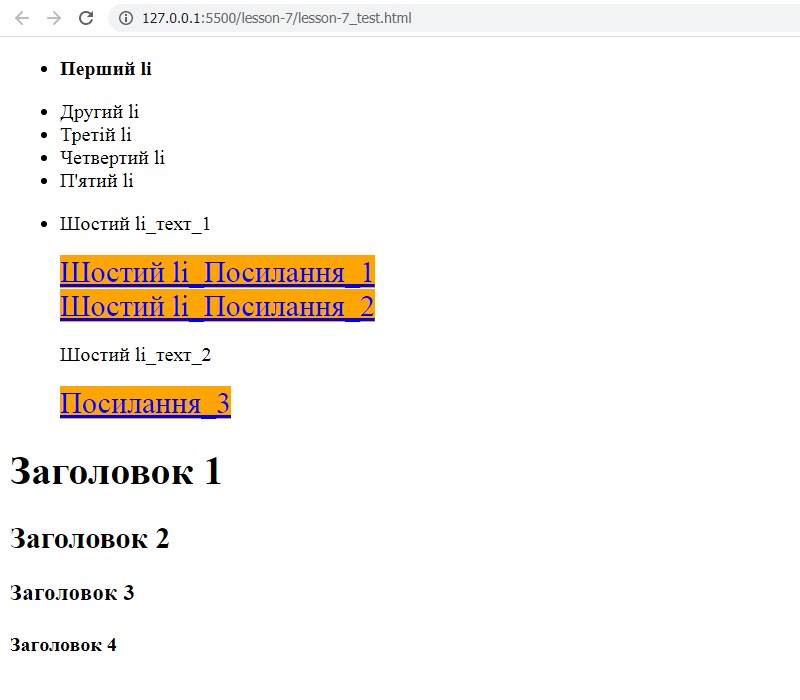 127.0.0.1:5500/lesson-7/lesson-7_test.html
Перший li
Другий li
Третій li
Четвертий li
П'ятий li
Шостий li_текст_1
Шостий li_Посилання_1
Шостий li_Посилання_2
Шостий li_текст_2
Посилання_3
Заголовок 1
Заголовок 2
Заголовок 3
Заголовок 4